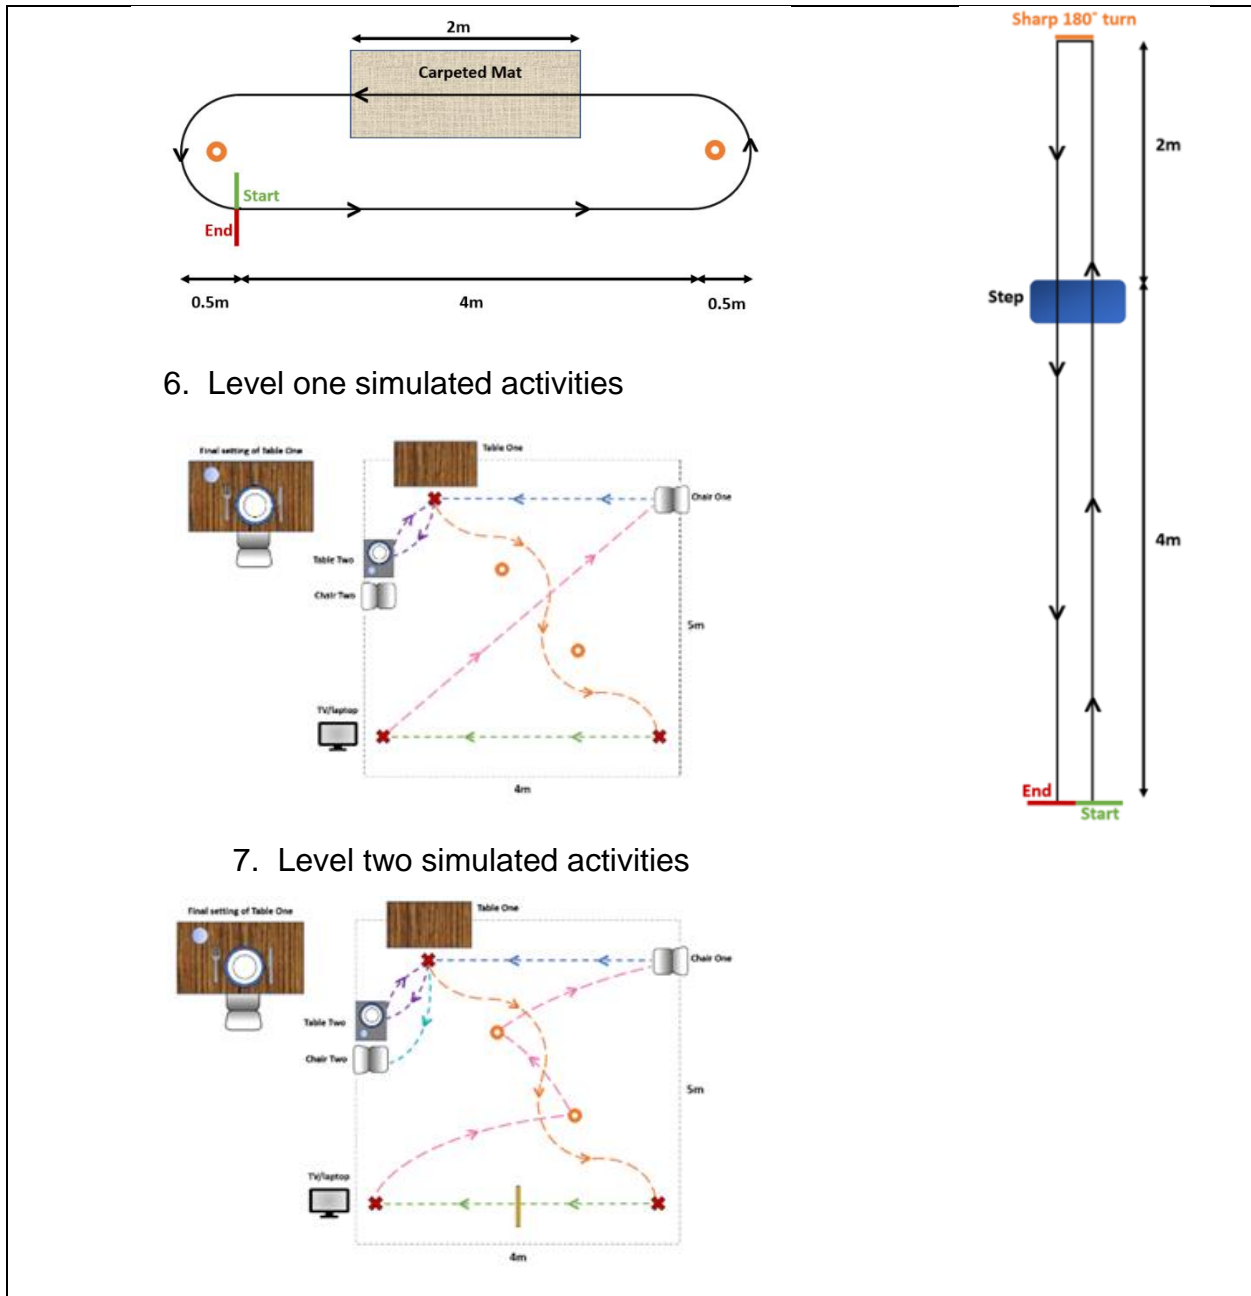 2m
Carpeted Mat
Start
End
0.5m
4m
0.5m
Sharp 180° turn
2m
Step
4m
End
Start
6. Level one simulated activities
Final setting of Table One
Table One
Chair One
Table Two
Chair Two
5m
TV/laptop
4m
7. Level two simulated activities
Final setting of Table One
Table One
Chair One
Table Two
Chair Two
5m
TV/laptop
4m